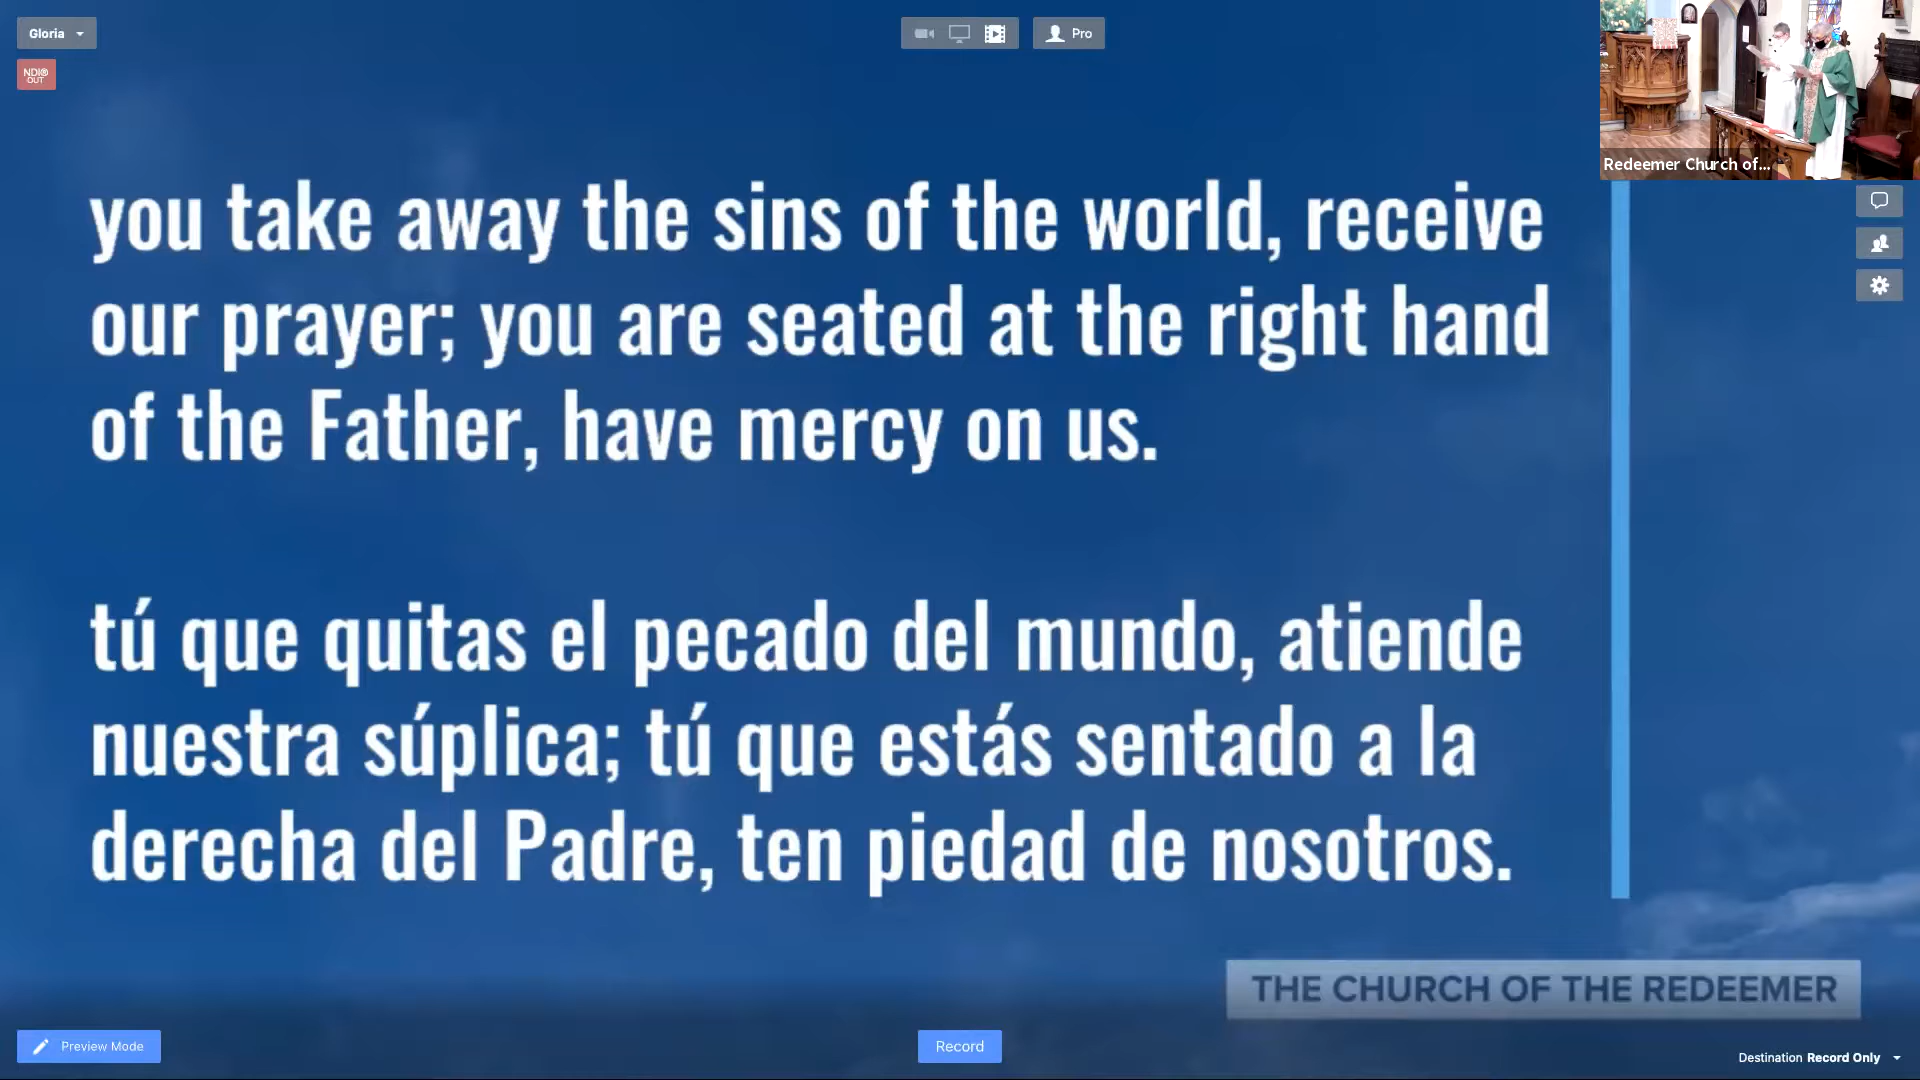 Gloria
Pro
NDI® OUT
Redeemer Church of...
you take away the sins of the world, receive
our prayer; you are seated at the right hand
of the Father, have mercy on us.
tú que quitas el pecado del mundo, atiende
nuestra súplica; tú que estás sentado a la
derecha del Padre, ten piedad de nosotros.
THE CHURCH OF THE REDEEMER
Preview Mode
Record
Destination Record Only